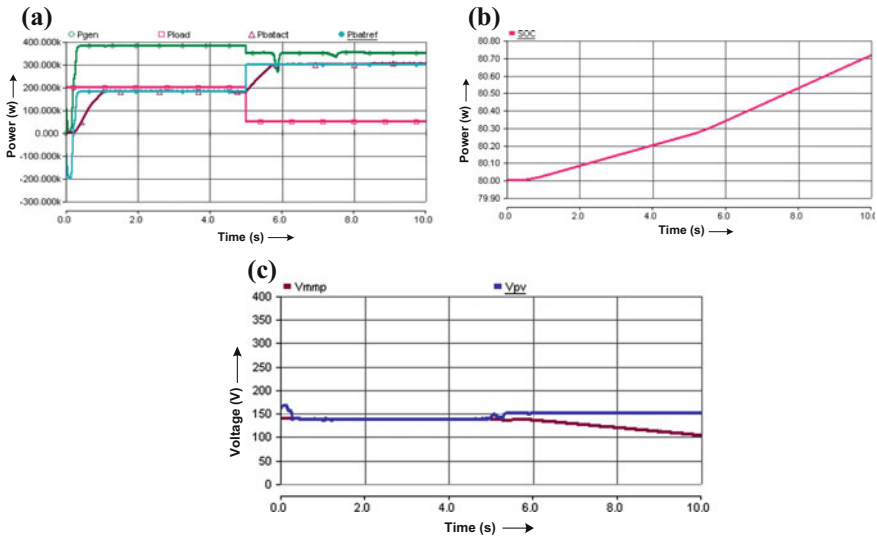 (a)
Pgen Pload Pbatact Pbatref
400.000k
300.000k
200.000k
100.000k
0.000
-100.000k
-200.000k
-300.000k
Power (w)
0.0 2.0 4.0 6.0 8.0 10.0
Time (s)
(b)
SOC
80.80
80.70
80.60
80.50
80.40
80.30
80.20
80.10
80.00
79.90
Power (w)
0.0 2.0 4.0 6.0 8.0 10.0
Time (s)
(c)
Vmmp Vpv
400
350
300
250
200
150
100
50
0
Voltage (V)
0.0 2.0 4.0 6.0 8.0 10.0
Time (s)